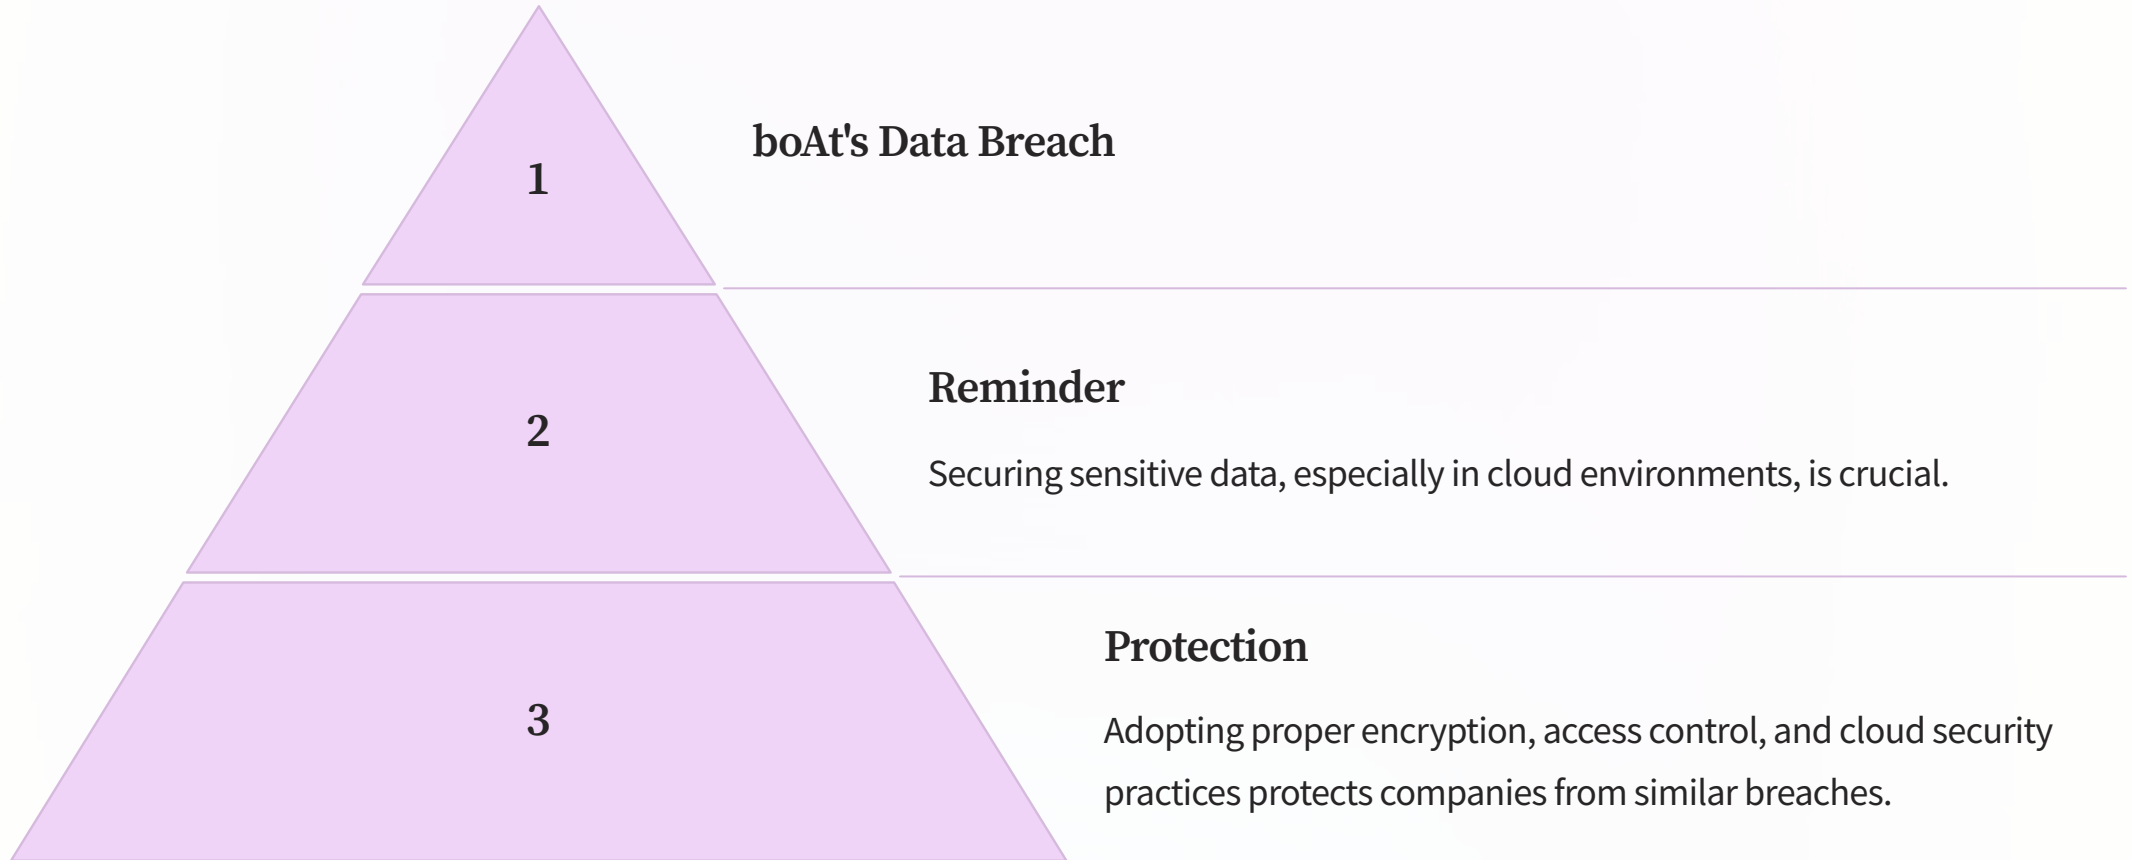 1
boAt's Data Breach
2
Reminder
Securing sensitive data, especially in cloud environments, is crucial.
3
Protection
Adopting proper encryption, access control, and cloud security
practices protects companies from similar breaches.